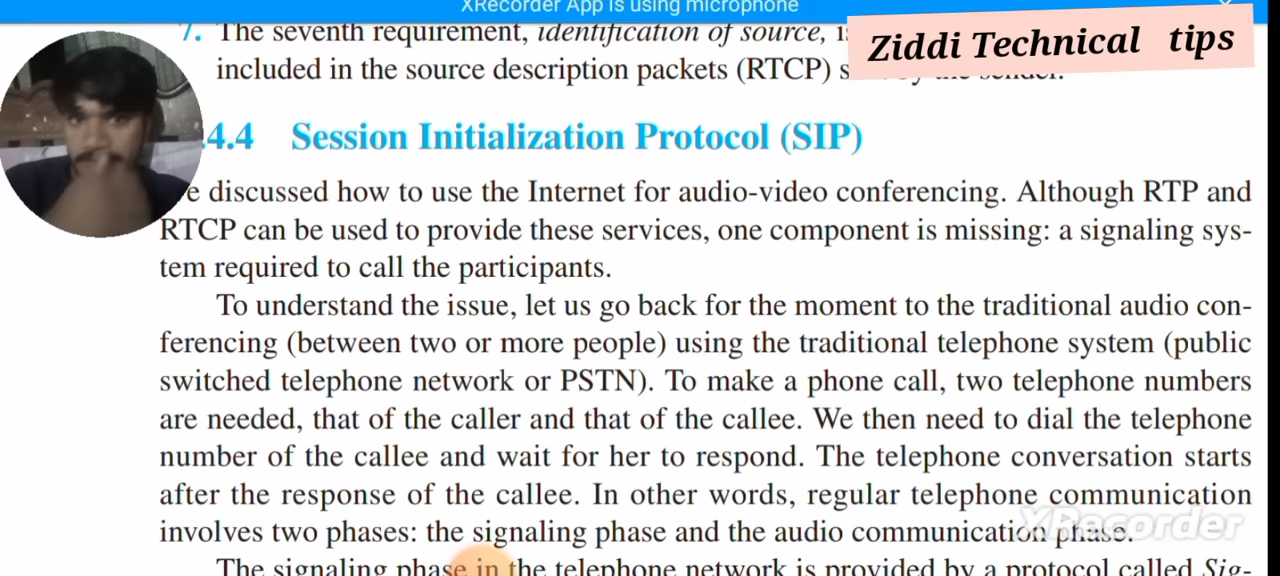 XRecorder App is using microphone
Ziddi Technical tips
7. The seventh requirement, identification of source, is
included in the source description packets (RTCP) s by the sender.
.4.4 Session Initialization Protocol (SIP)
e discussed how to use the Internet for audio-video conferencing. Although RTP and
RTCP can be used to provide these services, one component is missing: a signaling sys-
tem required to call the participants.
To understand the issue, let us go back for the moment to the traditional audio con-
ferencing (between two or more people) using the traditional telephone system (public
switched telephone network or PSTN). To make a phone call, two telephone numbers
are needed, that of the caller and that of the callee. We then need to dial the telephone
number of the callee and wait for her to respond. The telephone conversation starts
after the response of the callee. In other words, regular telephone communication
involves two phases: the signaling phase and the audio communication phase.
XRecorder
The signaling phase in the telephone network is provided by a protocol called Sig-